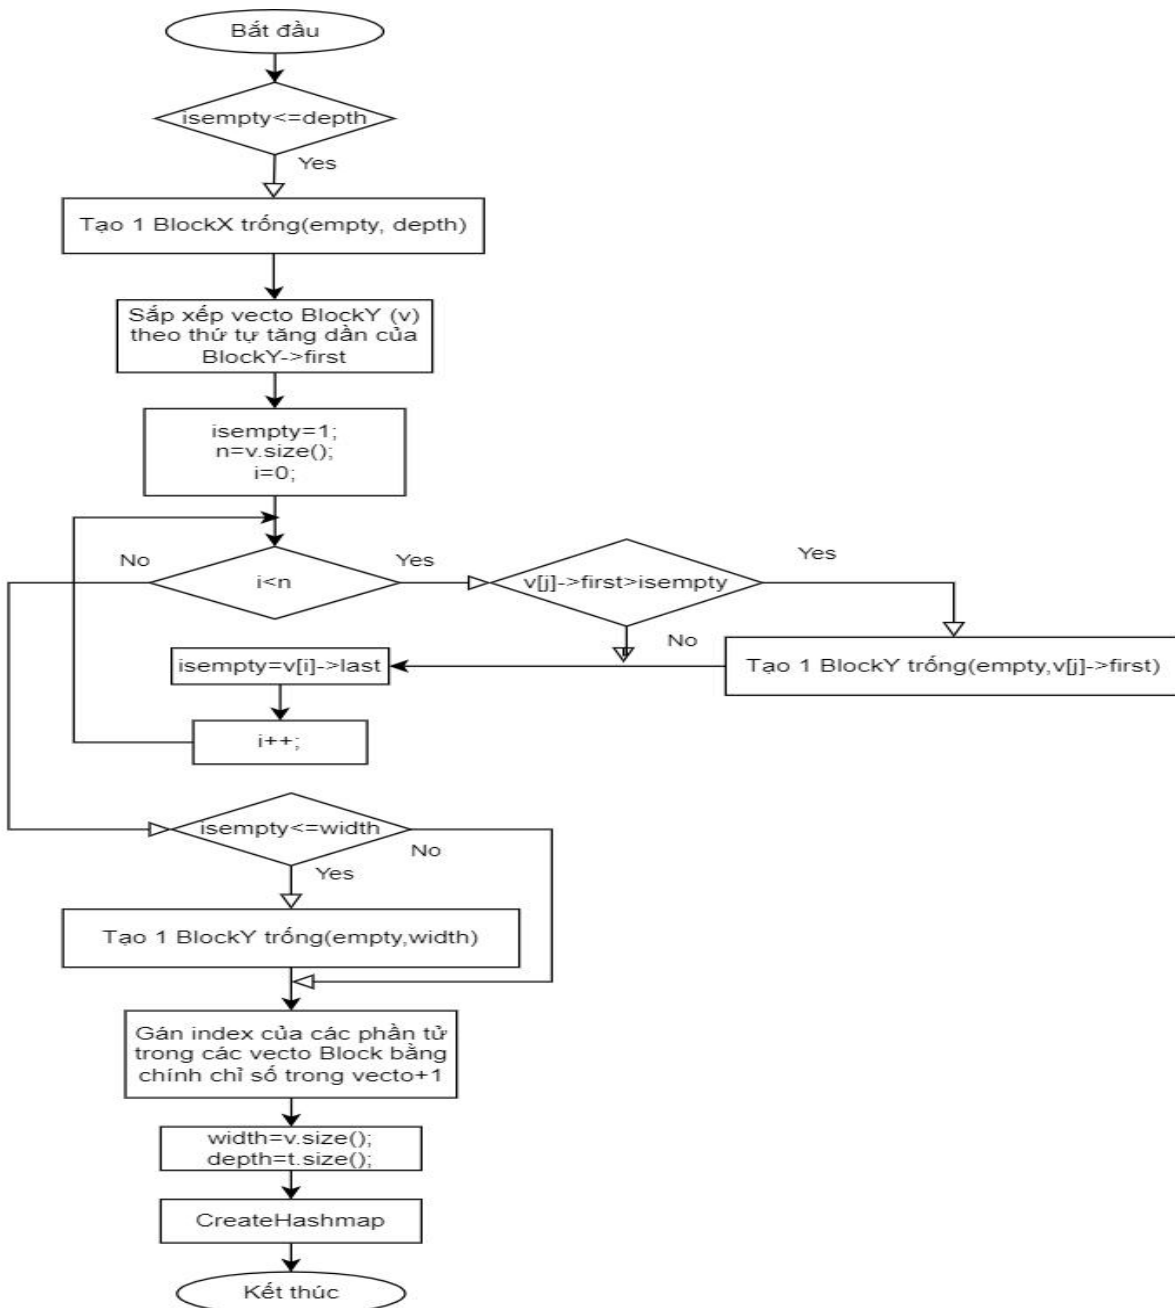 Bắt đầu
isempty<=depth
Yes
Tạo 1 BlockX trống(empty, depth)
Sắp xếp vecto BlockY (v)
theo thứ tự tăng dần của
BlockY->first
isempty=1;
n=v.size();
i=0;
No
i<n
Yes
v[j]->first>isempty
Yes
No
isempty=v[i]->last
Tạo 1 BlockY trống(empty,v[j]->first)
i++;
isempty<=width
No
Yes
Tạo 1 BlockY trống(empty,width)
Gán index của các phần tử
trong các vecto Block bằng
chính chỉ số trong vecto+1
width=v.size();
depth=t.size();
CreateHashmap
Kết thúc